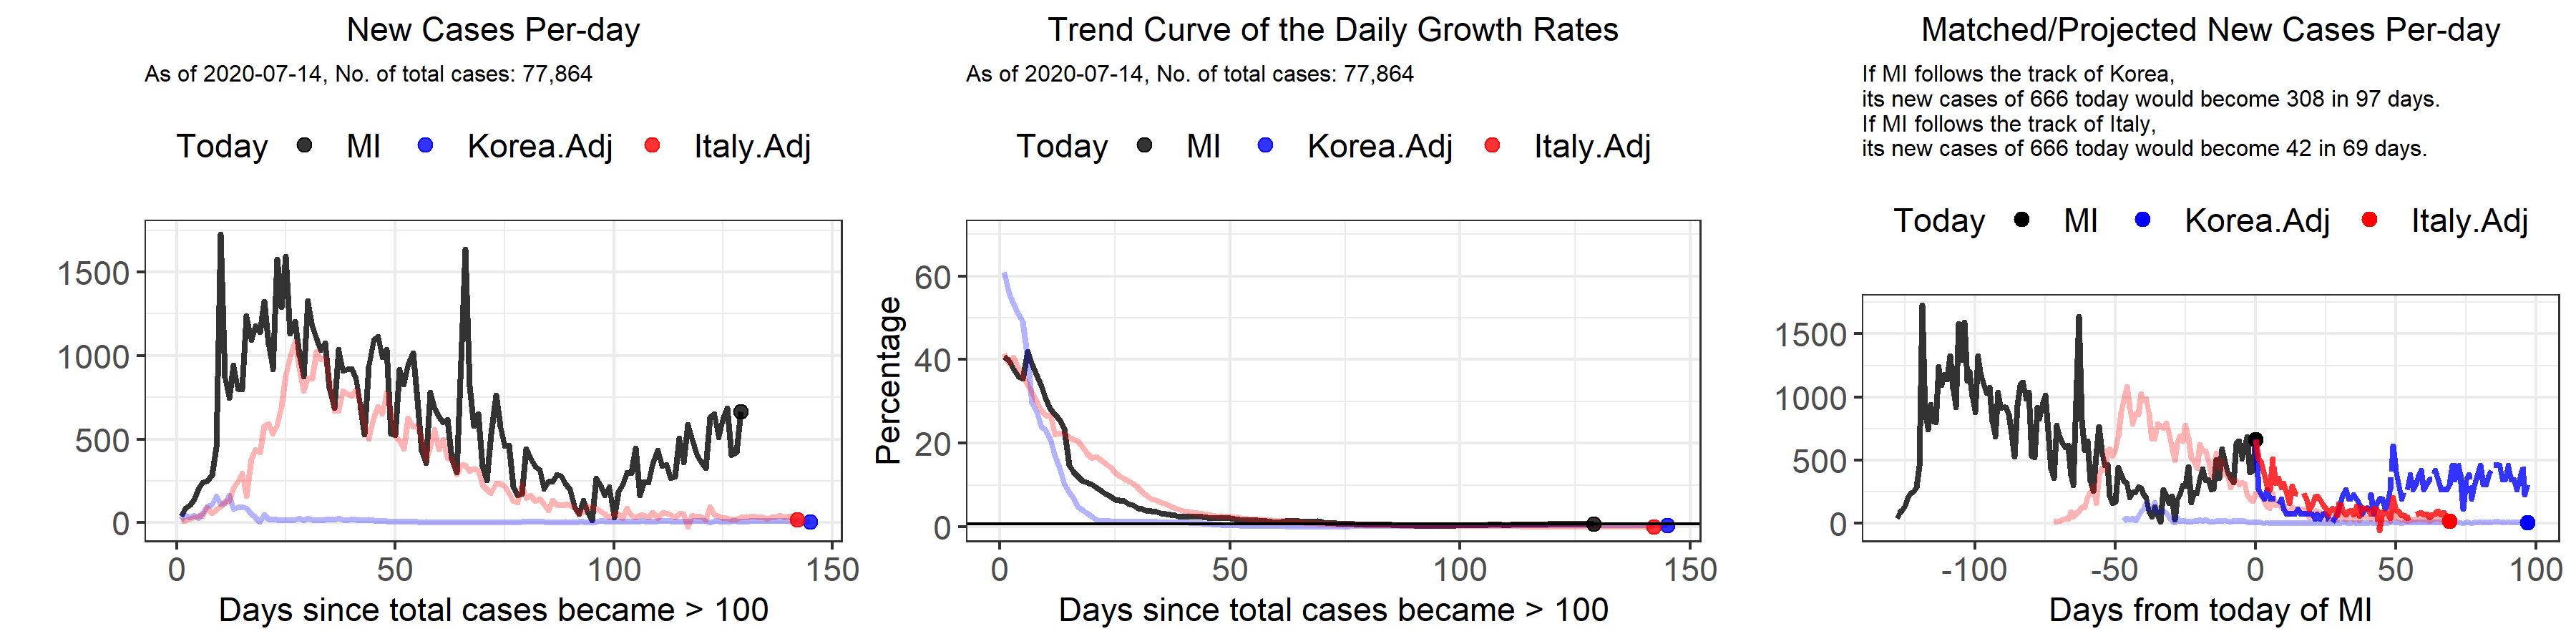 New Cases Per-day
As of 2020-07-14, No. of total cases: 77,864
Today MI Korea.Adj Italy.Adj
1500
1000
500
0
0 50 100 150
Days since total cases became > 100
Trend Curve of the Daily Growth Rates
As of 2020-07-14, No. of total cases: 77,864
Today MI Korea.Adj Italy.Adj
Percentage
60
40
20
0
0 50 100 150
Days since total cases became > 100
Matched/Projected New Cases Per-day
If MI follows the track of Korea,
its new cases of 666 today would become 308 in 97 days.
If MI follows the track of Italy,
its new cases of 666 today would become 42 in 69 days.
Today MI Korea.Adj Italy.Adj
1500
1000
500
0
-100 -50 0 50 100
Days from today of MI